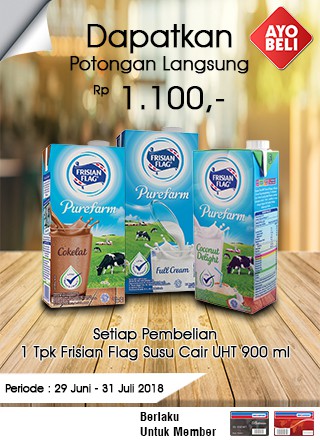 Dapatkan
AYO
BELI
Potongan Langsung
Rp 1.100,-
FRISIAN
FLAG
Purefarm
Cokelat
FRISIAN
FLAG
Purefarm
Full Cream
FRISIAN
FLAG
Purefarm
Coconut
Delight
Setiap Pembelian
1 Tpk Frisian Flag Susu Cair UHT 900 ml
Periode : 29 Juni - 31 Juli 2018
Berlaku
Untuk Member